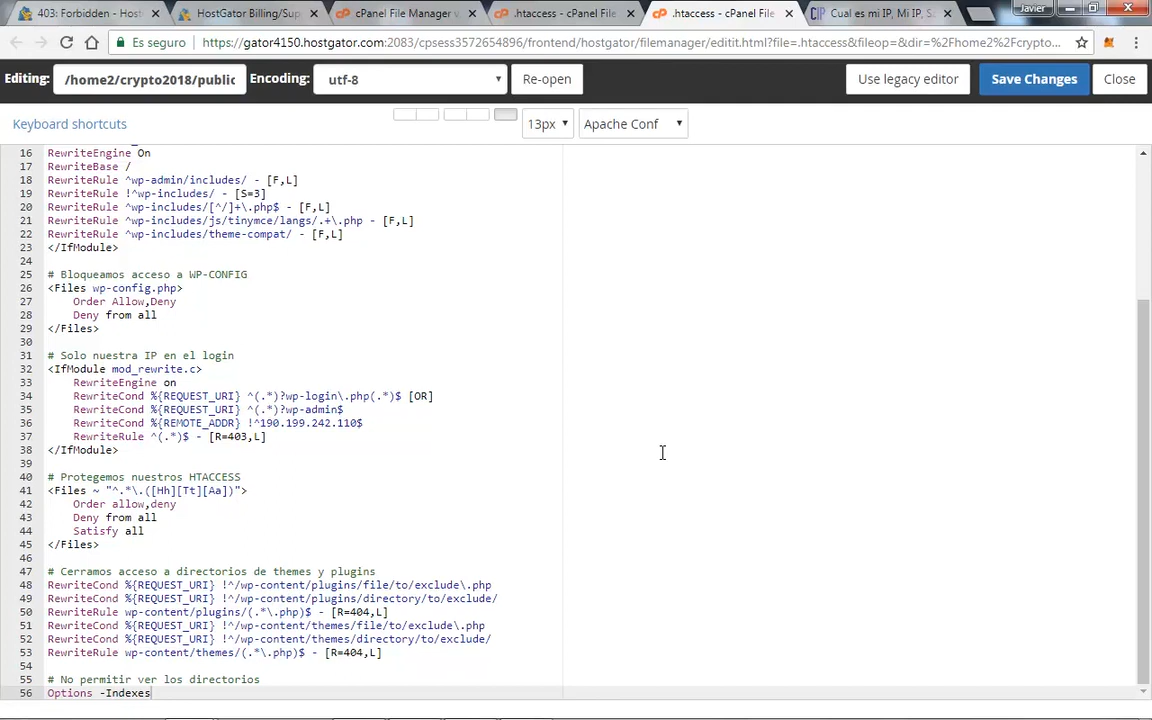 403: Forbidden - Host
HostGator Billing/Sup
cPanel File Manager v
.htaccess - cPanel File
.htaccess - cPanel File
Cual es mi IP, Mi IP, S
Javier
Es seguro
https://gator4150.hostgator.com:2083/cpsess3572654896/frontend/hostgator/filemanager/editit.html?file=.htaccess&fileop=&dir=%2Fhome2%2Fcrypto...
Editing:
/home2/crypto2018/public
Encoding:
utf-8
Re-open
Use legacy editor
Save Changes
Close
Keyboard shortcuts
13px
Apache Conf
16 RewriteEngine On
17 RewriteBase /
18 RewriteRule ^wp-admin/includes/ - [F,L]
19 RewriteRule !^wp-includes/ - [S=3]
20 RewriteRule ^wp-includes/[^/]+\.php$ - [F,L]
21 RewriteRule ^wp-includes/js/tinymce/langs/.+\.php - [F,L]
22 RewriteRule ^wp-includes/theme-compat/ - [F,L]
23 </IfModule>
24
25 # Bloqueamos acceso a WP-CONFIG
26 <Files wp-config.php>
27 Order Allow,Deny
28 Deny from all
29 </Files>
30
31 # Solo nuestra IP en el login
32 <IfModule mod_rewrite.c>
33 RewriteEngine on
34 RewriteCond %{REQUEST_URI} ^(.*)?wp-login\.php(.*)$ [OR]
35 RewriteCond %{REQUEST_URI} ^(.*)?wp-admin$
36 RewriteCond %{REMOTE_ADDR} !^190.199.242.110$
37 RewriteRule ^(.*)$ - [R=403,L]
38 </IfModule>
39
40 # Protegemos nuestros HTACCESS
41 <Files ~ "^.*\.([Hh][Tt][Aa])">
42 Order allow,deny
43 Deny from all
44 Satisfy all
45 </Files>
46
47 # Cerramos acceso a directorios de themes y plugins
48 RewriteCond %{REQUEST_URI} !^/wp-content/plugins/file/to/exclude\.php
49 RewriteCond %{REQUEST_URI} !^/wp-content/plugins/directory/to/exclude/
50 RewriteRule wp-content/plugins/(.*\.php)$ - [R=404,L]
51 RewriteCond %{REQUEST_URI} !^/wp-content/themes/file/to/exclude\.php
52 RewriteCond %{REQUEST_URI} !^/wp-content/themes/directory/to/exclude/
53 RewriteRule wp-content/themes/(.*\.php)$ - [R=404,L]
54
55 # No permitir ver los directorios
56 Options -Indexes